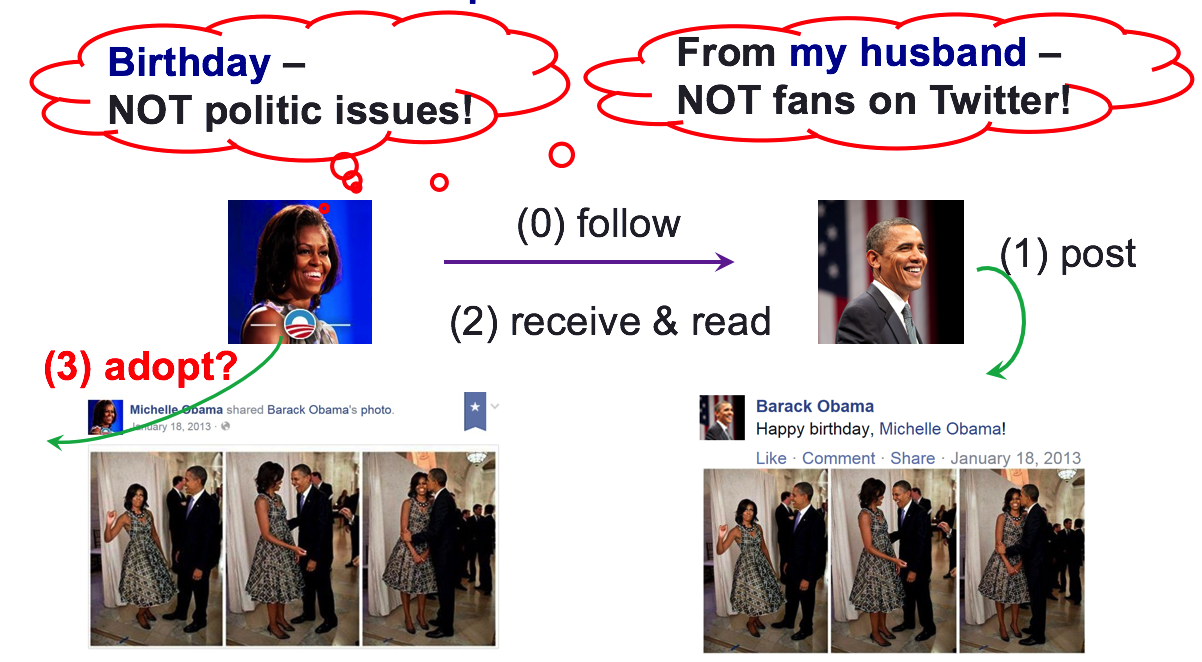 Birthday –
NOT politic issues!
From my husband –
NOT fans on Twitter!
(0) follow
(1) post
(2) receive & read
(3) adopt?
Michelle Obama shared Barack Obama's photo.
January 18, 2013 ·
Barack Obama
Happy birthday, Michelle Obama!
Like · Comment · Share · January 18, 2013